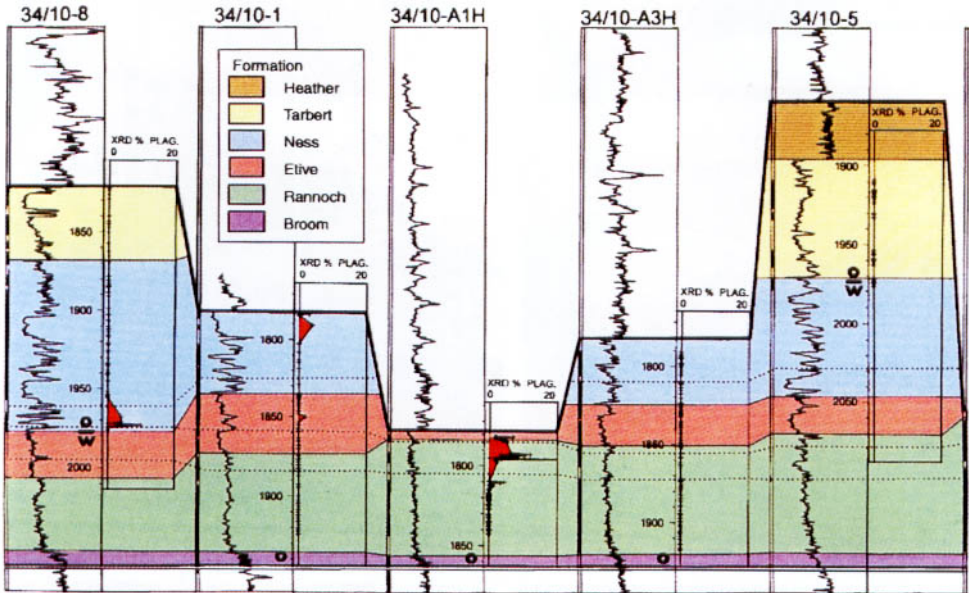 34/10-8
34/10-1
34/10-A1H
34/10-A3H
34/10-5
Formation
Heather
Tarbert
Ness
Etive
Rannoch
Broom
XRD % PLAG.
0 20
1850
1900
1950
O
W
2000
XRD % PLAG.
0 20
1800
1850
1900
O
XRD % PLAG.
0 20
1800
1850
O
XRD % PLAG.
0 20
1800
1850
1900
O
XRD % PLAG.
0 20
1900
1950
O
W
2000
2050